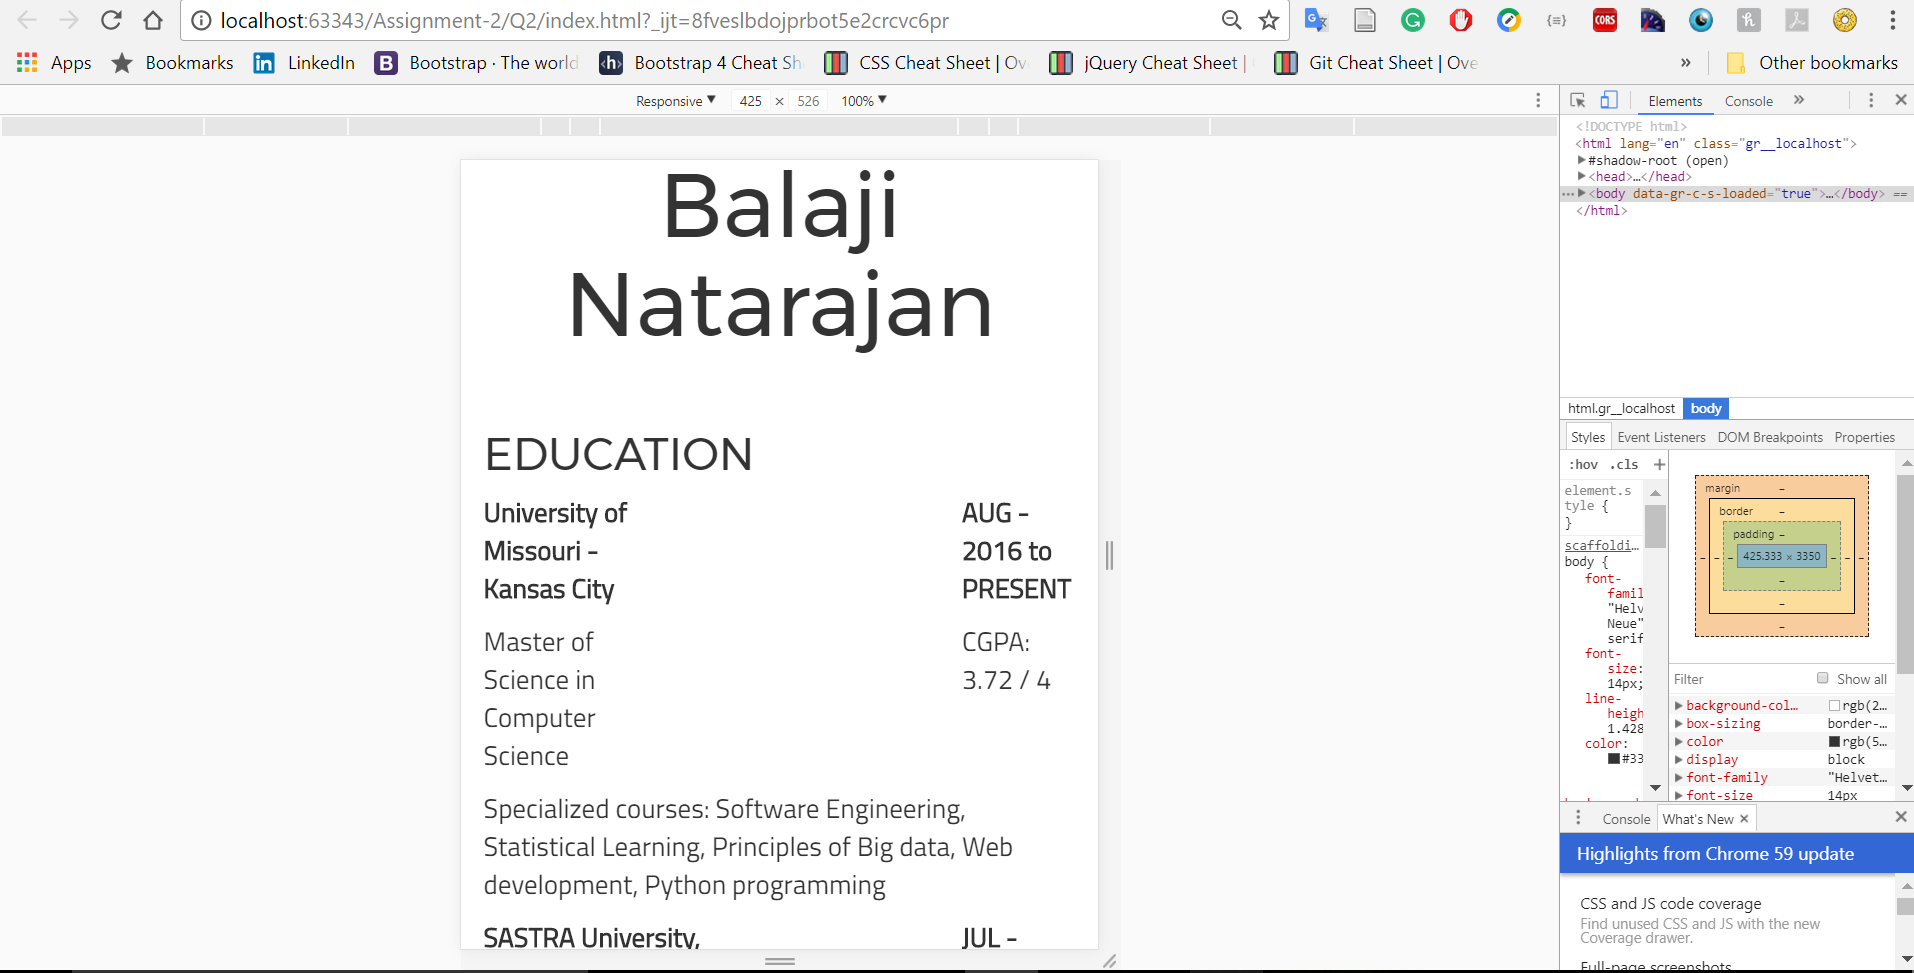 localhost:63343/Assignment-2/Q2/index.html?_ijt=8fveslbdojprbot5e2crcvc6pr
Apps Bookmarks LinkedIn Bootstrap · The world Bootstrap 4 Cheat Sh CSS Cheat Sheet | Ov jQuery Cheat Sheet | Git Cheat Sheet | Ove » Other bookmarks
Responsive ▼ 425 × 526 100% ▼
Balaji
Natarajan
EDUCATION
University of
Missouri -
Kansas City
AUG -
2016 to
PRESENT
Master of
Science in
Computer
Science
CGPA:
3.72 / 4
Specialized courses: Software Engineering,
Statistical Learning, Principles of Big data, Web
development, Python programming
SASTRA University,
JUL -
Elements Console »
<!DOCTYPE html>
<html lang="en" class="gr__localhost">
#shadow-root (open)
<head>…</head>
<body data-gr-c-s-loaded="true">…</body> ==
</html>
html.gr__localhost body
Styles Event Listeners DOM Breakpoints Properties
:hov .cls +
element.s
tyle {
}
scaffoldi…
body {
font-
famil
"Helv
Neue"
serif
font-
size:
14px;
line-
heigh
1.428
color:
#33
margin –
border –
padding –
– – – 425.333 × 3350 – – –
–
–
–
Filter Show all
background-col… rgb(2…
box-sizing border-…
color rgb(5…
display block
font-family "Helvet…
font-size 14px
Console What's New ×
Highlights from Chrome 59 update
CSS and JS code coverage
Find unused CSS and JS with the new
Coverage drawer.
Full-page screenshots